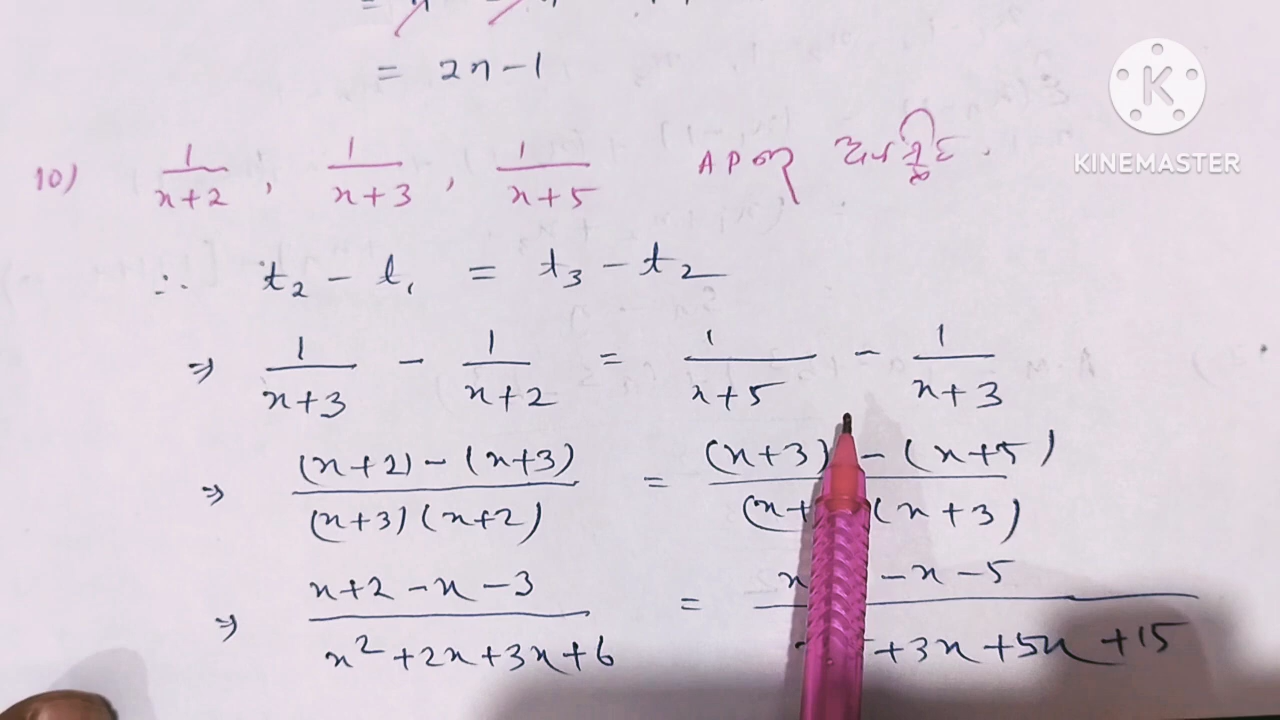 = 2n - 1
KINEMASTER
10) 1/(x+2) , 1/(x+3) , 1/(x+5) AP
∴ t₂ - t₁ = t₃ - t₂
⇒ 1/(x+3) - 1/(x+2) = 1/(x+5) - 1/(x+3)
⇒ ((x+2) - (x+3))/((x+3)(x+2)) = ((x+3) - (x+5))/((x+ (x+3))
⇒ (x+2 - x - 3)/(x² + 2x + 3x + 6) = (x - x - 5)/( + 3x + 5x + 15)